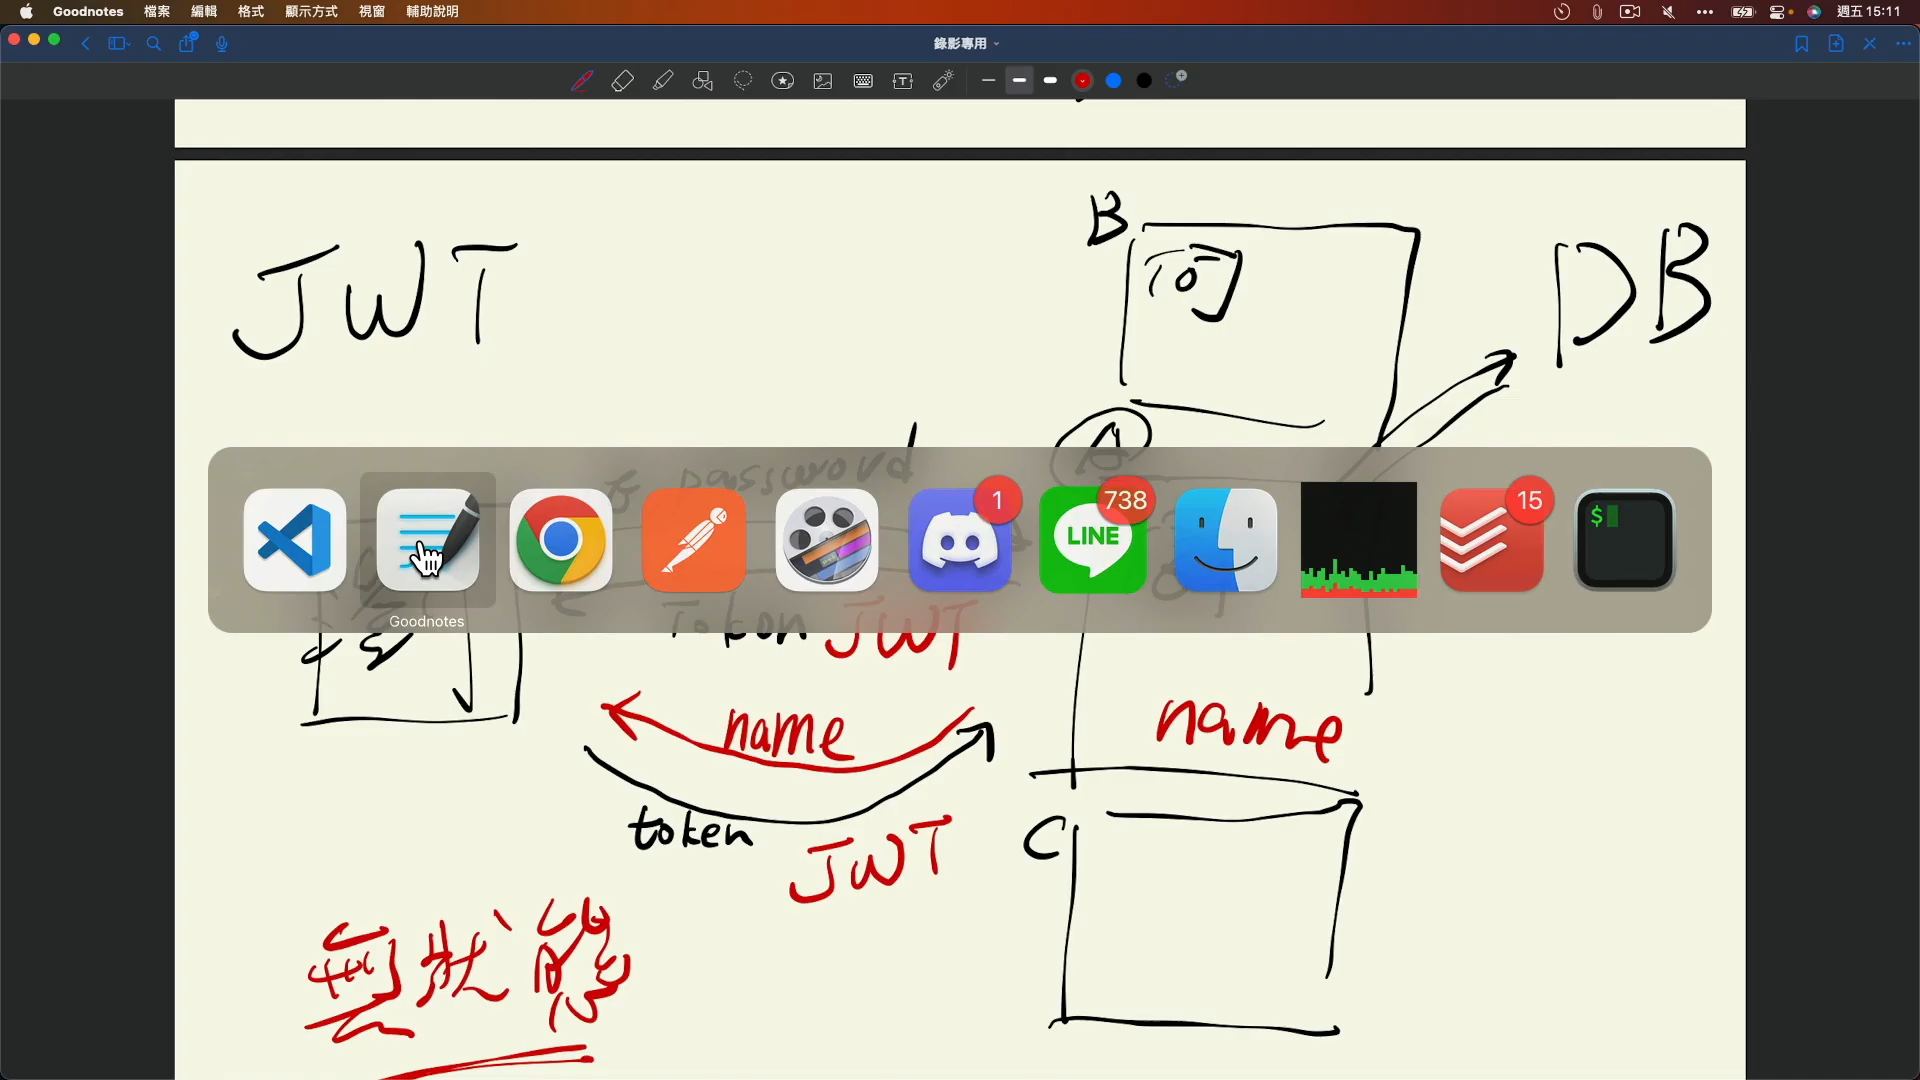 Goodnotes 檔案 編輯 格式 顯示方式 視窗 輔助說明 週五 15:11
錄影專用
B
JWT
DB
A
password
1
738
LINE
15
$
Goodnotes
Token JWT
name
name
token
JWT
C
無狀態